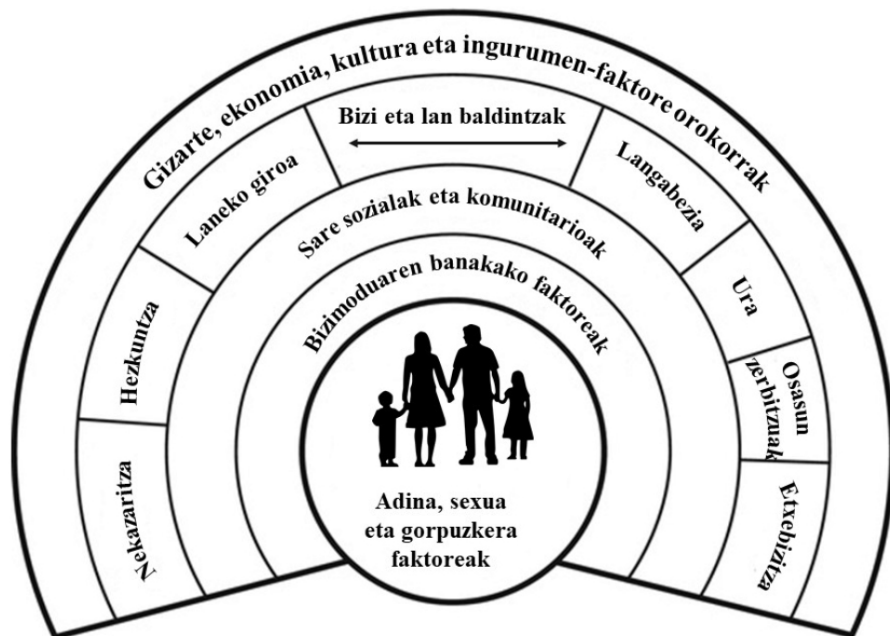 Gizarte, ekonomia, kultura eta ingurumen-faktore orokorrak
Bizi eta lan baldintzak
Nekazaritza
Hezkuntza
Laneko giroa
Langabezia
Ura
Osasun
zerbitzuak
Etxebizitza
Sare sozialak eta komunitarioak
Bizimoduaren banakako faktoreak
Adina, sexua
eta gorpuzkera
faktoreak